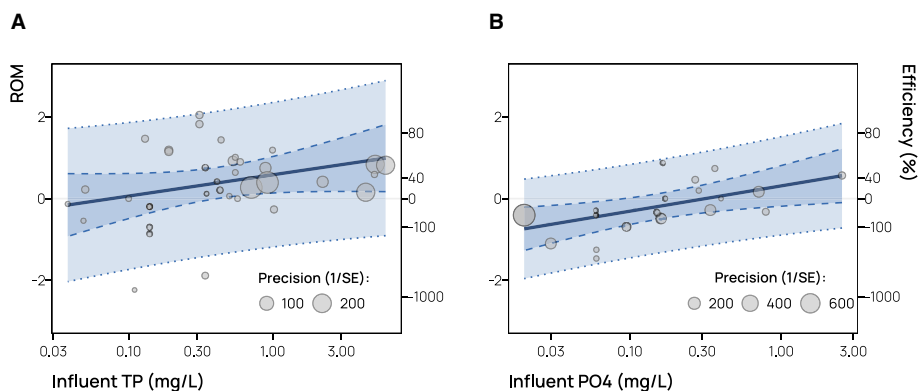 A
B
ROM
Efficiency (%)
2
0
−2
80
40
0
−100
−1000
2
0
−2
80
40
0
−100
−1000
Precision (1/SE):
100 200
Precision (1/SE):
200 400 600
0.03 0.10 0.30 1.00 3.00
0.03 0.10 0.30 1.00 3.00
Influent TP (mg/L)
Influent PO4 (mg/L)